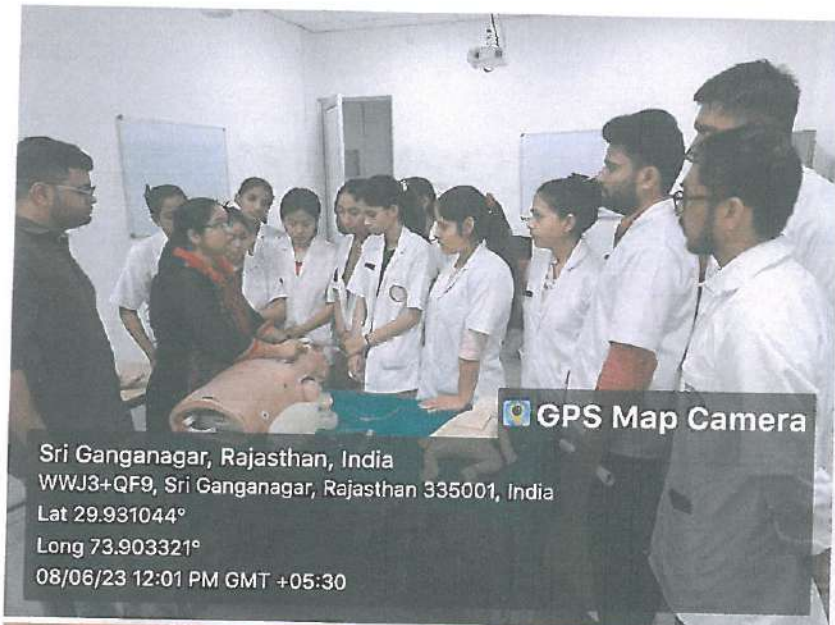 GPS Map Camera
Sri Ganganagar, Rajasthan, India
WWJ3+QF9, Sri Ganganagar, Rajasthan 335001, India
Lat 29.931044°
Long 73.903321°
08/06/23 12:01 PM GMT +05:30